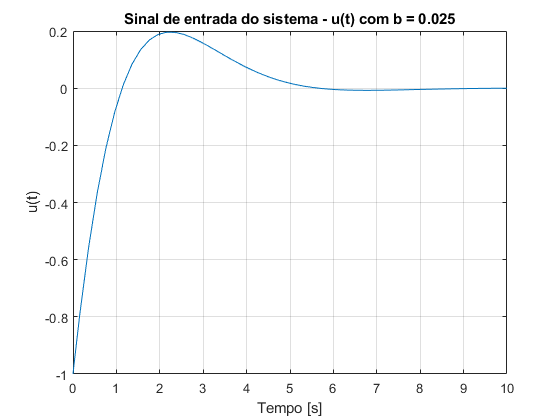 Sinal de entrada do sistema - u(t) com b = 0.025
0.2
0
-0.2
-0.4
-0.6
-0.8
-1
u(t)
0 1 2 3 4 5 6 7 8 9 10
Tempo [s]